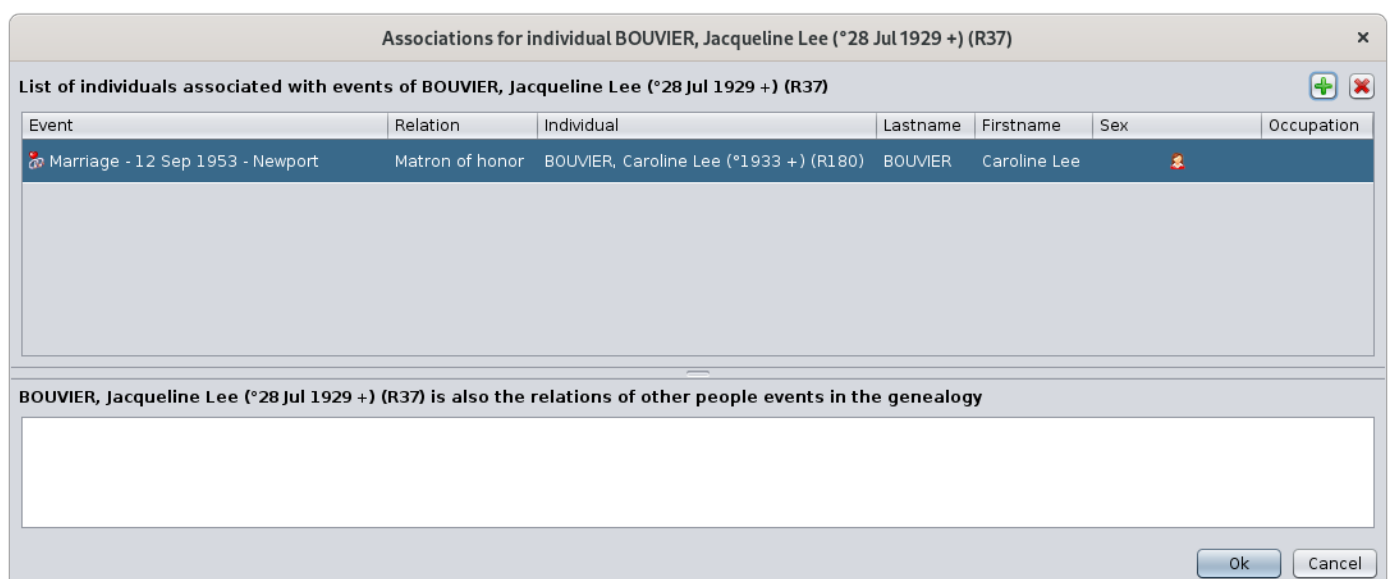 Associations for individual BOUVIER, Jacqueline Lee (°28 Jul 1929 +) (R37) ×
List of individuals associated with events of BOUVIER, Jacqueline Lee (°28 Jul 1929 +) (R37)
Event Relation Individual Lastname Firstname Sex Occupation
Marriage - 12 Sep 1953 - Newport Matron of honor BOUVIER, Caroline Lee (°1933 +) (R180) BOUVIER Caroline Lee
BOUVIER, Jacqueline Lee (°28 Jul 1929 +) (R37) is also the relations of other people events in the genealogy
Ok Cancel